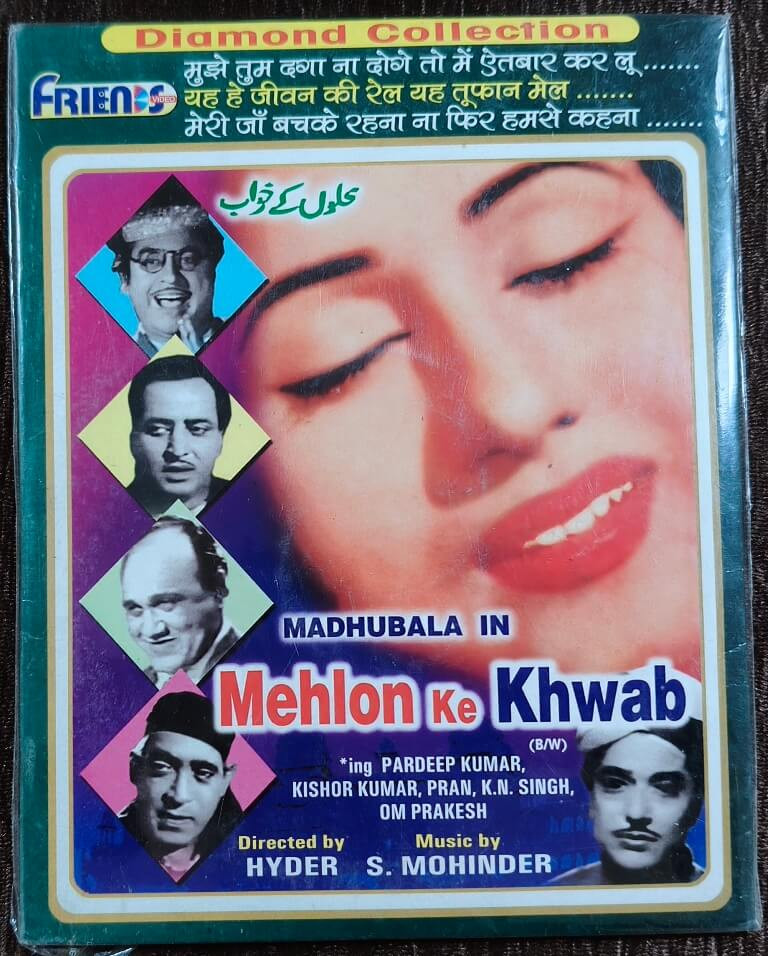 Diamond Collection
FRIENDS VIDEO
मुझे तुम दगा ना दोगे तो में ऐतबार कर लू .......
यह हे जीवन की रेल यह तूफान मेल .......
मेरी जाँ बचके रहना ना फिर हमसे कहना .......
محلوں کے خواب
MADHUBALA IN
Mehlon Ke Khwab
(B/W)
*ing PARDEEP KUMAR,
KISHOR KUMAR, PRAN, K.N. SINGH,
OM PRAKESH
Directed by Music by
HYDER S. MOHINDER